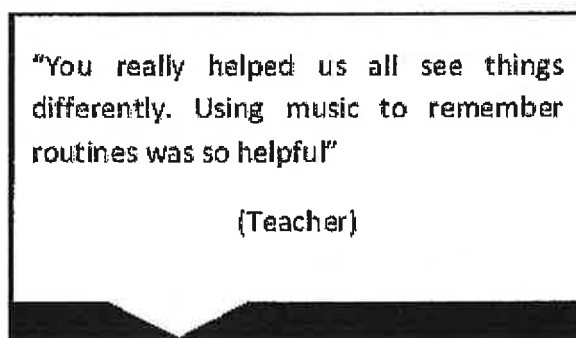 "You really helped us all see things
differently. Using music to remember
routines was so helpful"
(Teacher)